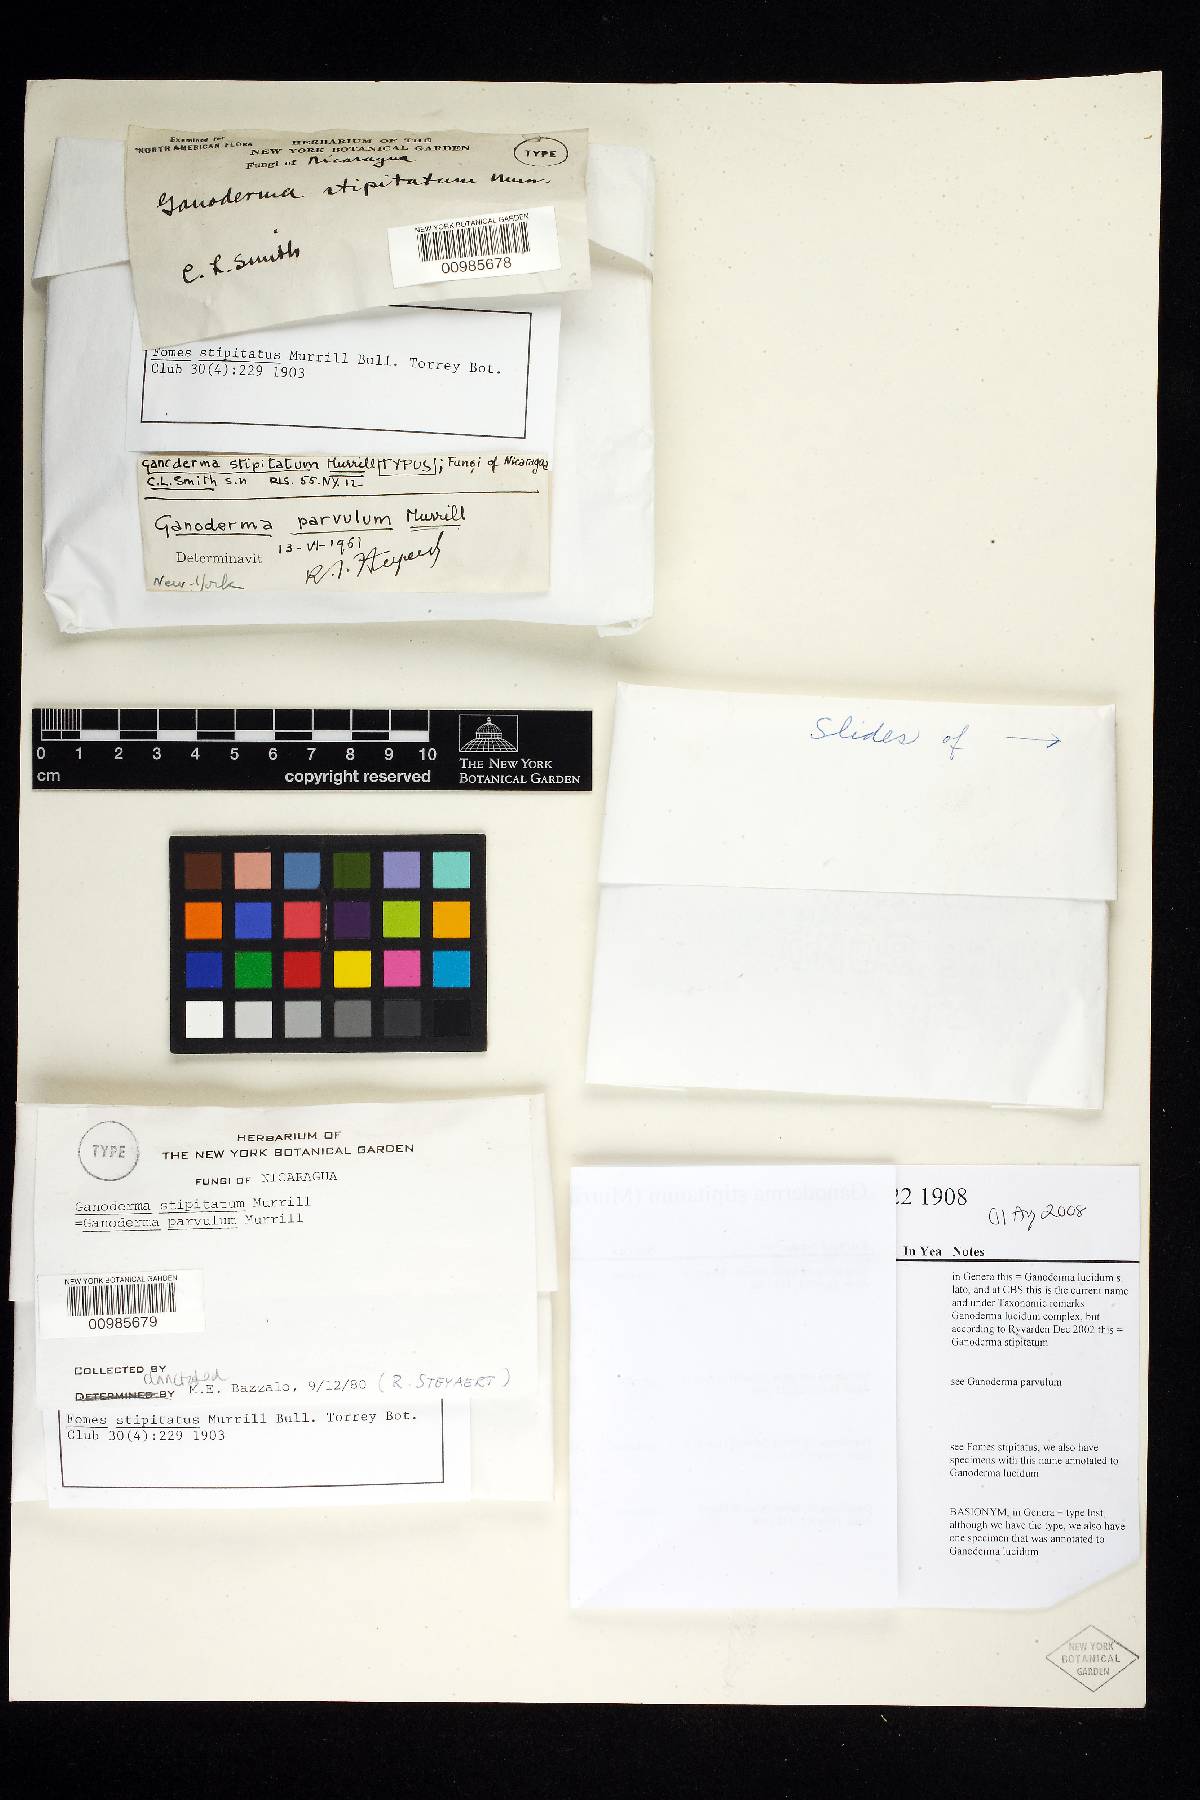 Examined for
"NORTH AMERICAN FLORA
HERBARIUM OF THE
NEW YORK BOTANICAL GARDEN
Fungi of Nicaragua
TYPE
Ganoderma stipitatum Murr.
C. L. Smith
NEW YORK BOTANICAL GARDEN
00985678
Fomes stipitatus Murrill Bull. Torrey Bot.
Club 30(4):229 1903
Ganoderma stipitatum Murrill [TYPUS]; Fungi of Nicaragua
C.L. Smith s.n RLS. 55.NY.12
Ganoderma parvulum Murrill
13-VI-1961
Determinavit
New-York
0 1 2 3 4 5 6 7 8 9 10
cm copyright reserved
THE NEW YORK
BOTANICAL GARDEN
Slides of →
TYPE
HERBARIUM OF
THE NEW YORK BOTANICAL GARDEN
FUNGI OF NICARAGUA
Ganoderma stipitatum Murrill
=Ganoderma parvulum Murrill
NEW YORK BOTANICAL GARDEN
00985679
COLLECTED BY
annotated
DETERMINED BY M.E. Bazzalo, 9/12/80 (R. STEYAERT)
Fomes stipitatus Murrill Bull. Torrey Bot.
Club 30(4):229 1903
22 1908
2008
In Yea Notes
in Genera this = Ganoderma lucidum s.
lato, and at CBS this is the current name
and under Taxonomic remarks
Ganoderma lucidum complex, but
according to Ryvarden Dec 2002 this =
Ganoderma stipitatum
see Ganoderma parvulum
see Fomes stipitatus, we also have
specimens with this name annotated to
Ganoderma lucidum
BASIONYM, in Genera = type lost
although we have the type, we also have
one specimen that was annotated to
Ganoderma lucidum
NEW YORK
BOTANICAL
GARDEN